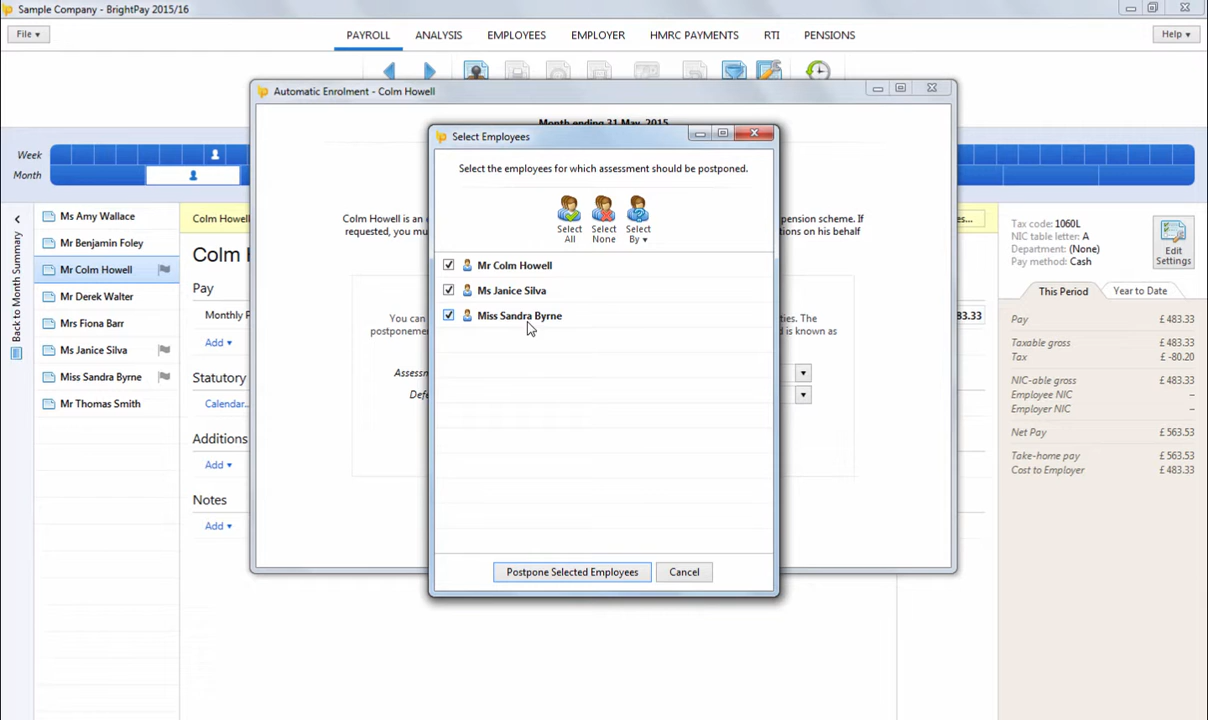 Sample Company - BrightPay 2015/16
File
PAYROLL
ANALYSIS
EMPLOYEES
EMPLOYER
HMRC PAYMENTS
RTI
PENSIONS
Help
Automatic Enrolment - Colm Howell
Month ending 31 May, 2015
Select Employees
Week
Month
Select the employees for which assessment should be postponed.
Select All
Select None
Select By
Mr Colm Howell
Ms Janice Silva
Miss Sandra Byrne
Postpone Selected Employees
Cancel
Colm Howell is an
pension scheme. If
requested, you mus
ons on his behalf
You can
ties. The
postponeme
d is known as
Assessm
Defe
Back to Month Summary
Ms Amy Wallace
Mr Benjamin Foley
Mr Colm Howell
Mr Derek Walter
Mrs Fiona Barr
Ms Janice Silva
Miss Sandra Byrne
Mr Thomas Smith
Colm Howell
es...
Colm H
Pay
Monthly P
83.33
Add
Statutory
Calendar..
Additions
Add
Notes
Add
Tax code: 1060L
NIC table letter: A
Department: (None)
Pay method: Cash
Edit Settings
This Period
Year to Date
Pay £ 483.33
Taxable gross £ 483.33
Tax £ -80.20
NIC-able gross £ 483.33
Employee NIC –
Employer NIC –
Net Pay £ 563.53
Take-home pay £ 563.53
Cost to Employer £ 483.33